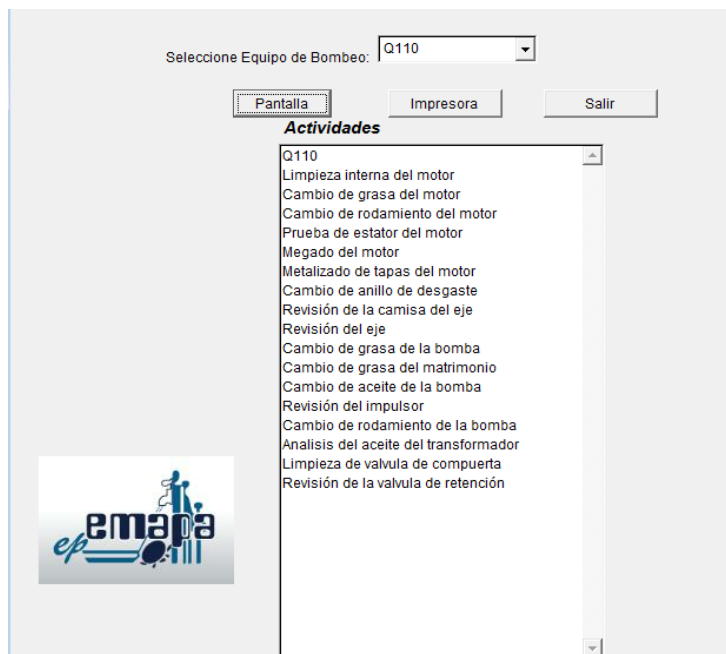 Seleccione Equipo de Bombeo: Q110
Pantalla Impresora Salir
Actividades
Q110
Limpieza interna del motor
Cambio de grasa del motor
Cambio de rodamiento del motor
Prueba de estator del motor
Megado del motor
Metalizado de tapas del motor
Cambio de anillo de desgaste
Revisión de la camisa del eje
Revisión del eje
Cambio de grasa de la bomba
Cambio de grasa del matrimonio
Cambio de aceite de la bomba
Revisión del impulsor
Cambio de rodamiento de la bomba
Analisis del aceite del transformador
Limpieza de valvula de compuerta
Revisión de la valvula de retención
ep emapa